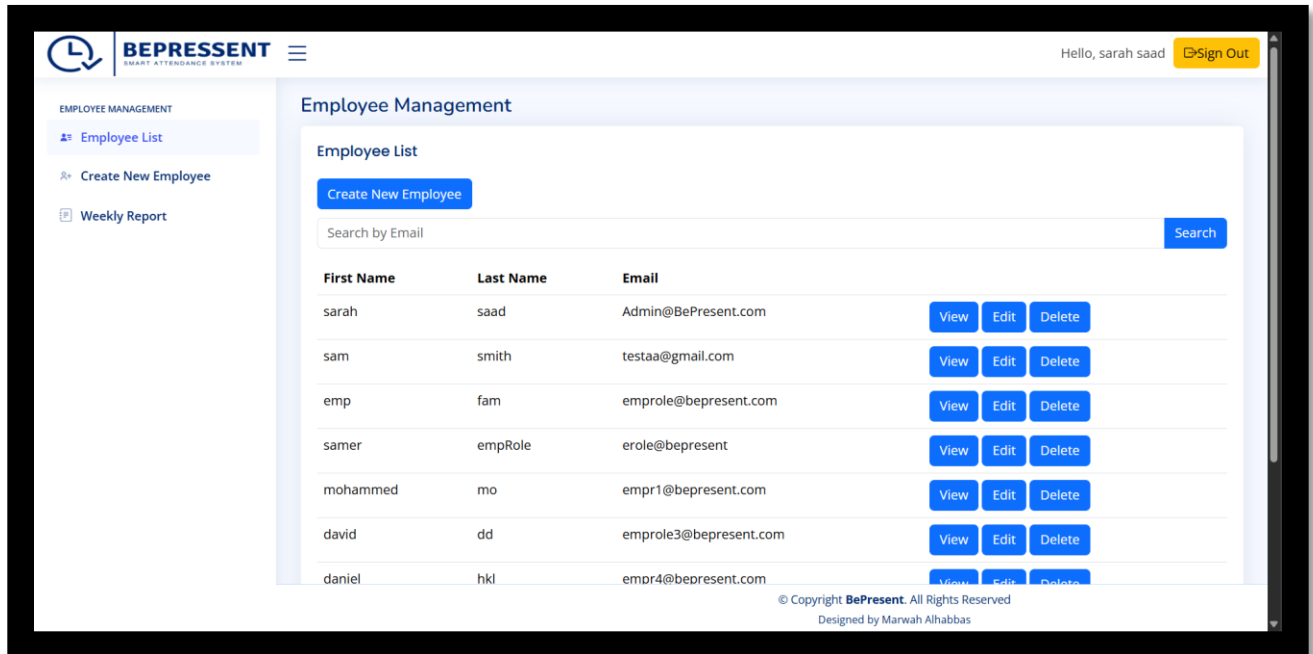 BEPRESSENT
SMART ATTENDANCE SYSTEM
Hello, sarah saad
Sign Out
EMPLOYEE MANAGEMENT
Employee List
Create New Employee
Weekly Report
Employee Management
Employee List
Create New Employee
Search by Email
Search
First Name Last Name Email
sarah saad Admin@BePresent.com View Edit Delete
sam smith testaa@gmail.com View Edit Delete
emp fam emprole@bepresent.com View Edit Delete
samer empRole erole@bepresent View Edit Delete
mohammed mo empr1@bepresent.com View Edit Delete
david dd emprole3@bepresent.com View Edit Delete
daniel hkl empr4@bepresent.com View Edit Delete
© Copyright BePresent. All Rights Reserved
Designed by Marwah Alhabbas